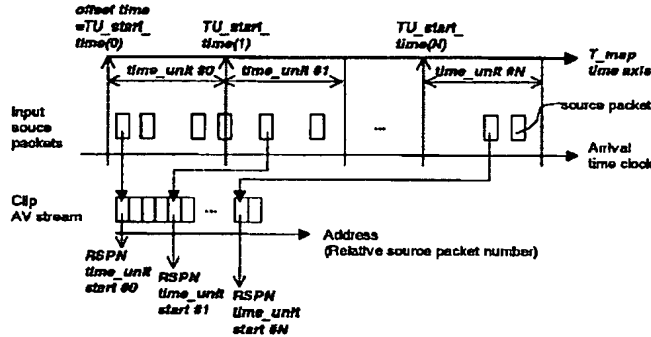 offset time
=TU_start_
time(0)
TU_start_
time(1)
TU_start_
time(N)
T_map
time axis
time_unit #0
time_unit #1
time_unit #N
Input
souce
packets
...
source packet
Arrival
time clock
Clip
AV stream
...
Address
(Relative source packet number)
RSPN
time_unit
start #0
RSPN
time_unit
start #1
RSPN
time_unit
start #N